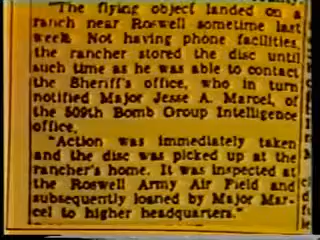 "The flying object landed on a
ranch near Roswell sometime last
week. Not having phone facilities,
the rancher stored the disc until
such time as he was able to contact
the Sheriff's office, who in turn
notified Major Jesse A. Marcel, of
the 509th Bomb Group Intelligence
office.
"Action was immediately taken
and the disc was picked up at the
rancher's home. It was inspected at
the Roswell Army Air Field and
subsequently loaned by Major Mar-
cel to higher headquarters."